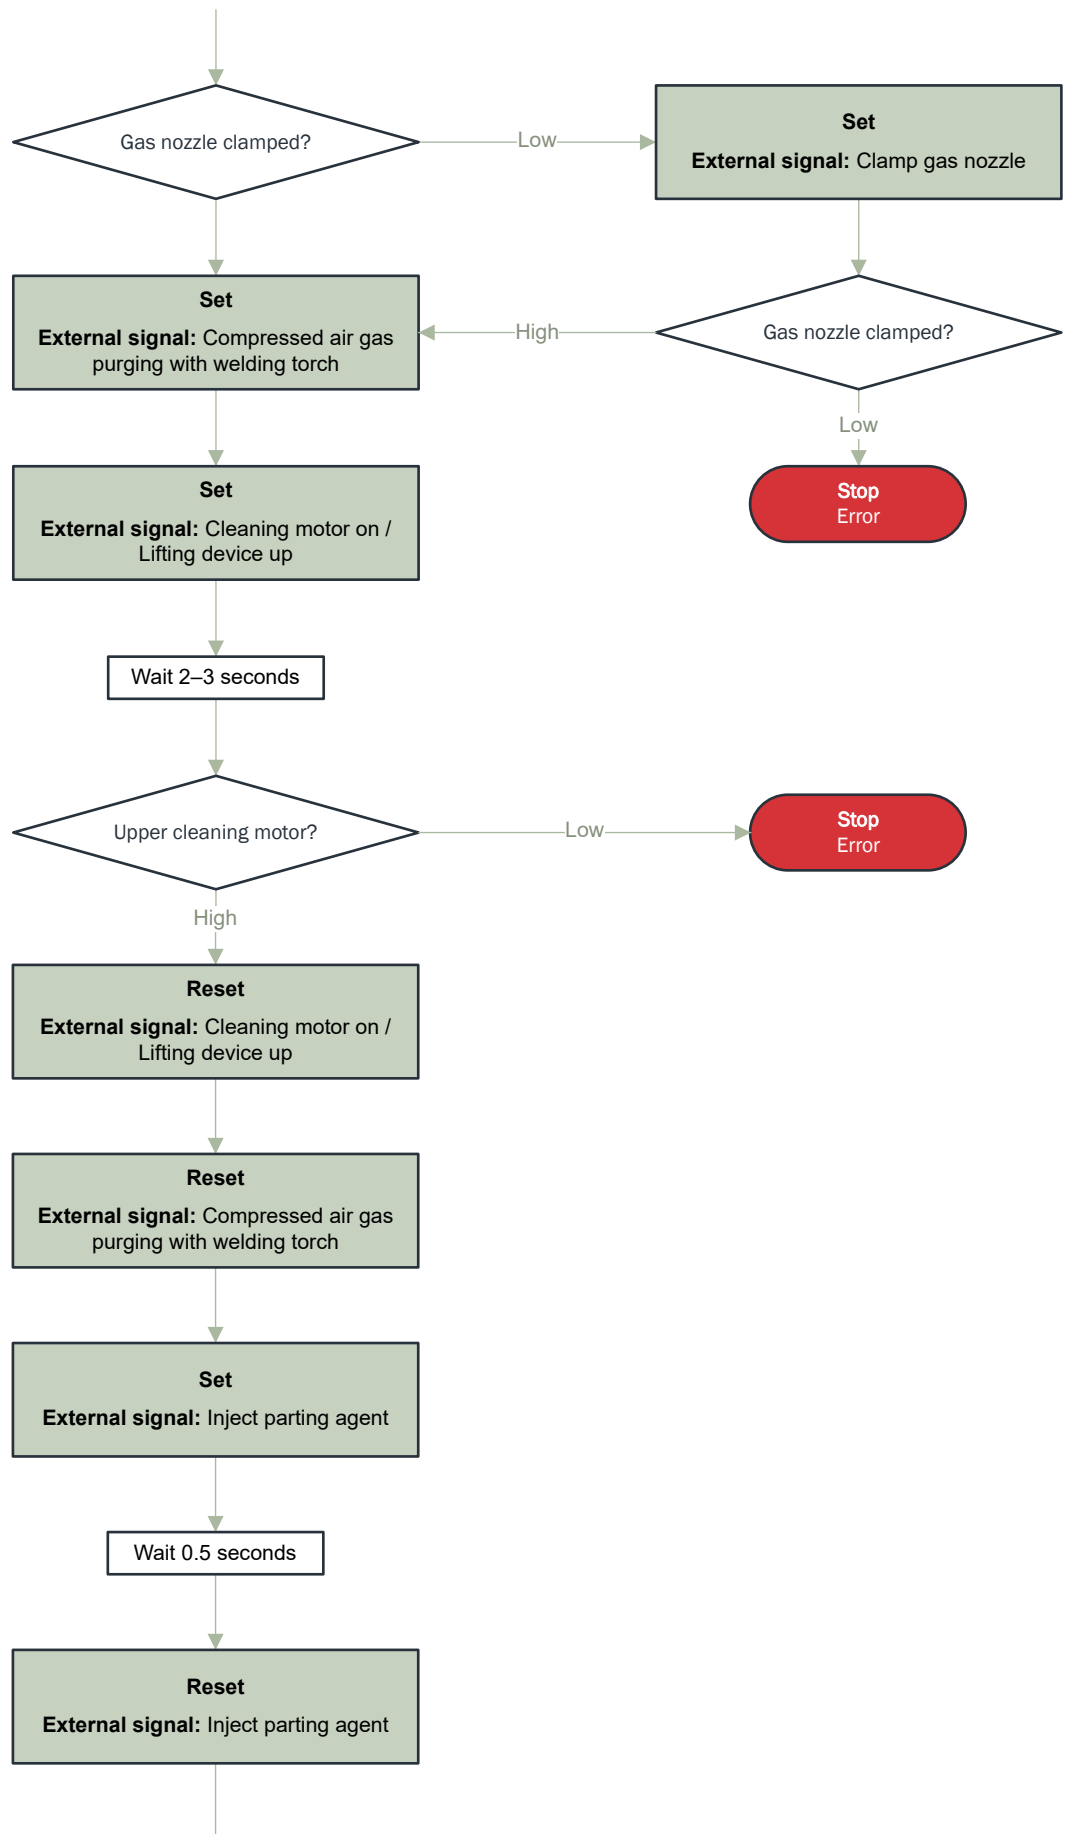 Gas nozzle clamped?
Low
Set
External signal: Clamp gas nozzle
Set
External signal: Compressed air gas
purging with welding torch
High
Gas nozzle clamped?
Low
Set
External signal: Cleaning motor on /
Lifting device up
Stop
Error
Wait 2–3 seconds
Upper cleaning motor?
Low
Stop
Error
High
Reset
External signal: Cleaning motor on /
Lifting device up
Reset
External signal: Compressed air gas
purging with welding torch
Set
External signal: Inject parting agent
Wait 0.5 seconds
Reset
External signal: Inject parting agent